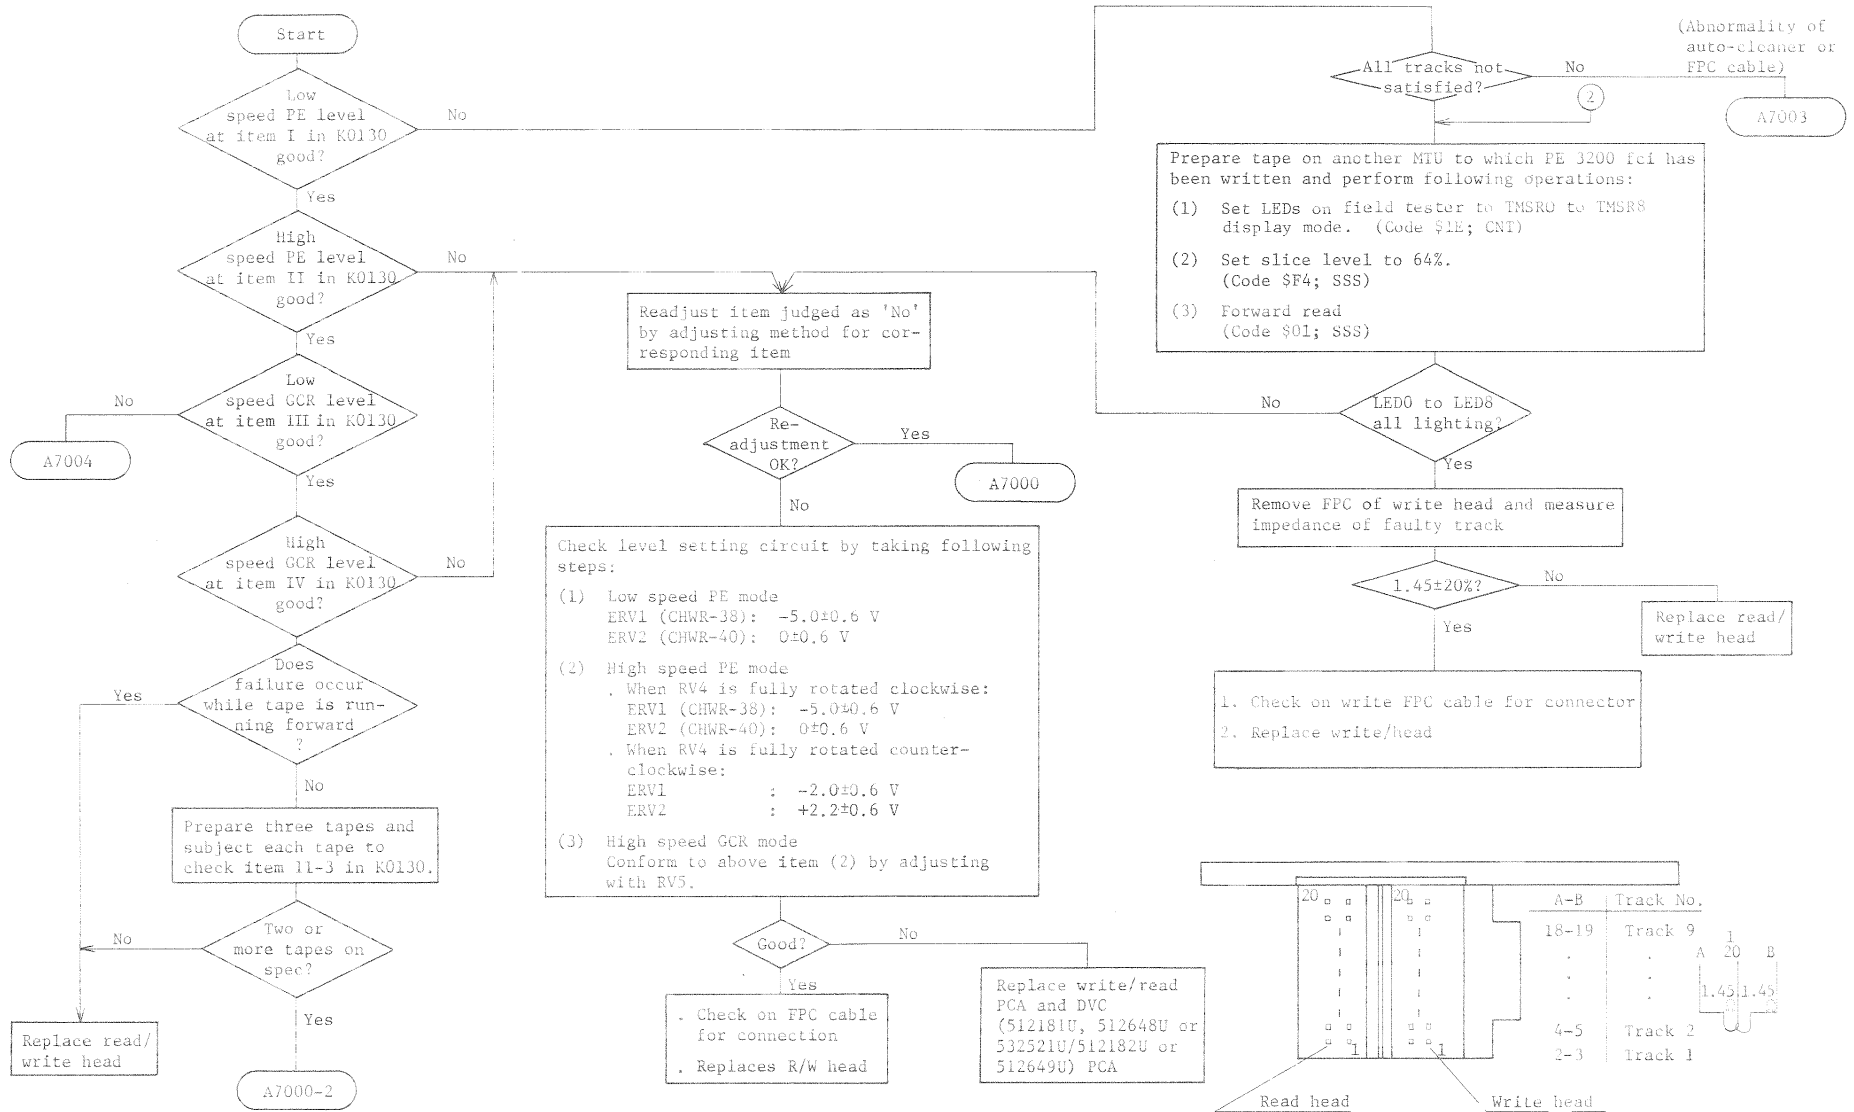 Start
Low
speed PE level
at item I in K0130
good?
No
Yes
High
speed PE level
at item II in K0130
good?
No
Yes
Low
speed GCR level
at item III in K0130
good?
No
A7004
Yes
High
speed GCR level
at item IV in K0130
good?
No
Does
failure occur
while tape is run-
ning forward
?
Yes
No
Prepare three tapes and
subject each tape to
check item 11-3 in K0130.
Two or
more tapes on
spec?
No
Yes
Replace read/
write head
A7000-2
Readjust item judged as 'No'
by adjusting method for cor-
responding item
Re-
adjustment
OK?
Yes
A7000
No
Check level setting circuit by taking following
steps:
(1) Low speed PE mode
ERV1 (CHWR-38): -5.0±0.6 V
ERV2 (CHWR-40): 0±0.6 V
(2) High speed PE mode
. When RV4 is fully rotated clockwise:
ERV1 (CHWR-38): -5.0±0.6 V
ERV2 (CHWR-40): 0±0.6 V
. When RV4 is fully rotated counter-
clockwise:
ERV1 : -2.0±0.6 V
ERV2 : +2.2±0.6 V
(3) High speed GCR mode
Conform to above item (2) by adjusting
with RV5.
Good?
No
Yes
. Check on FPC cable
for connection
. Replaces R/W head
Replace write/read
PCA and DVC
(512181U, 512648U or
532521U/512182U or
512649U) PCA
All tracks not
satisfied?
No
(Abnormality of
auto-cleaner or
FPC cable)
A7003
2
Prepare tape on another MTU to which PE 3200 fci has
been written and perform following operations:
(1) Set LEDs on field tester to TMSR0 to TMSR8
display mode. (Code $1E; CNT)
(2) Set slice level to 64%.
(Code $F4; SSS)
(3) Forward read
(Code $01; SSS)
LED0 to LED8
all lighting?
No
Yes
Remove FPC of write head and measure
impedance of faulty track
1.45±20%?
No
Replace read/
write head
Yes
1. Check on write FPC cable for connector
2. Replace write/head
20 20
1 1
Read head
Write head
A-B Track No.
18-19 Track 9
. .
. .
. .
4-5 Track 2
2-3 Track 1
1
A 20 B
1.45 1.45